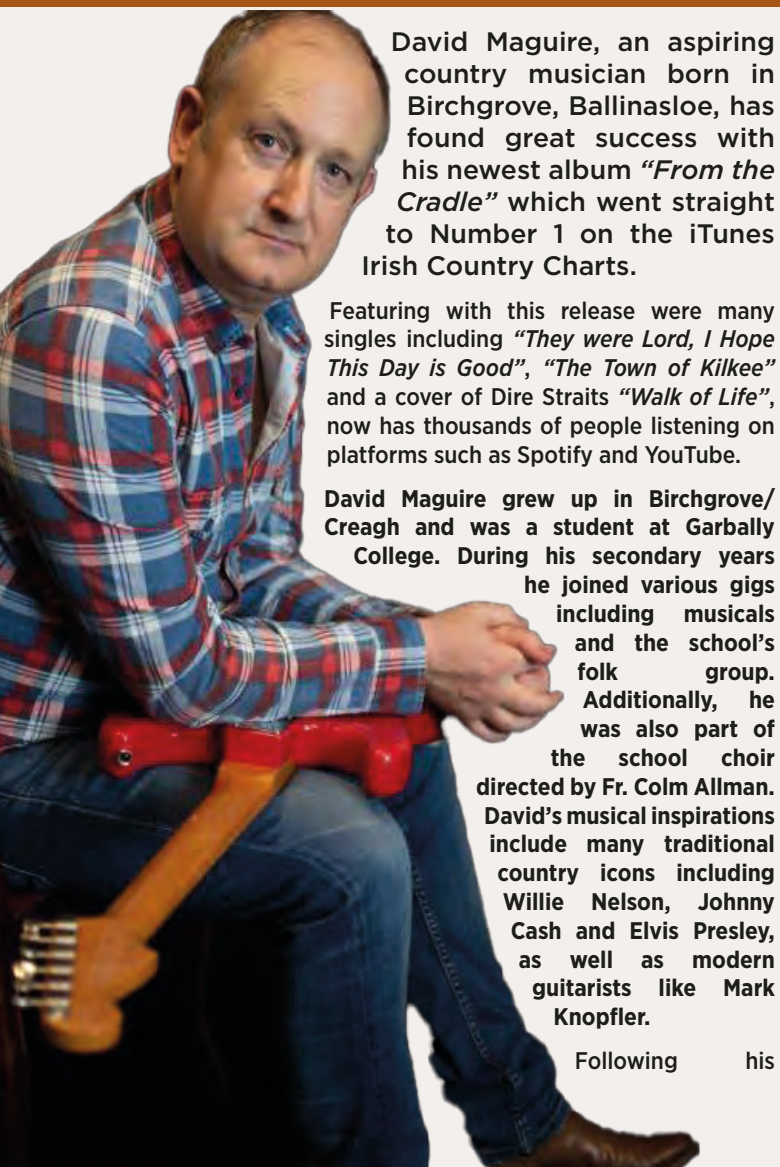 David Maguire, an aspiring
country musician born in
Birchgrove, Ballinasloe, has
found great success with
his newest album “From the
Cradle” which went straight
to Number 1 on the iTunes
Irish Country Charts.
Featuring with this release were many
singles including “They were Lord, I Hope
This Day is Good”, “The Town of Kilkee”
and a cover of Dire Straits “Walk of Life”,
now has thousands of people listening on
platforms such as Spotify and YouTube.
David Maguire grew up in Birchgrove/
Creagh and was a student at Garbally
College. During his secondary years
he joined various gigs
including musicals
and the school’s
folk group.
Additionally, he
was also part of
the school choir
directed by Fr. Colm Allman.
David’s musical inspirations
include many traditional
country icons including
Willie Nelson, Johnny
Cash and Elvis Presley,
as well as modern
guitarists like Mark
Knopfler.
Following his